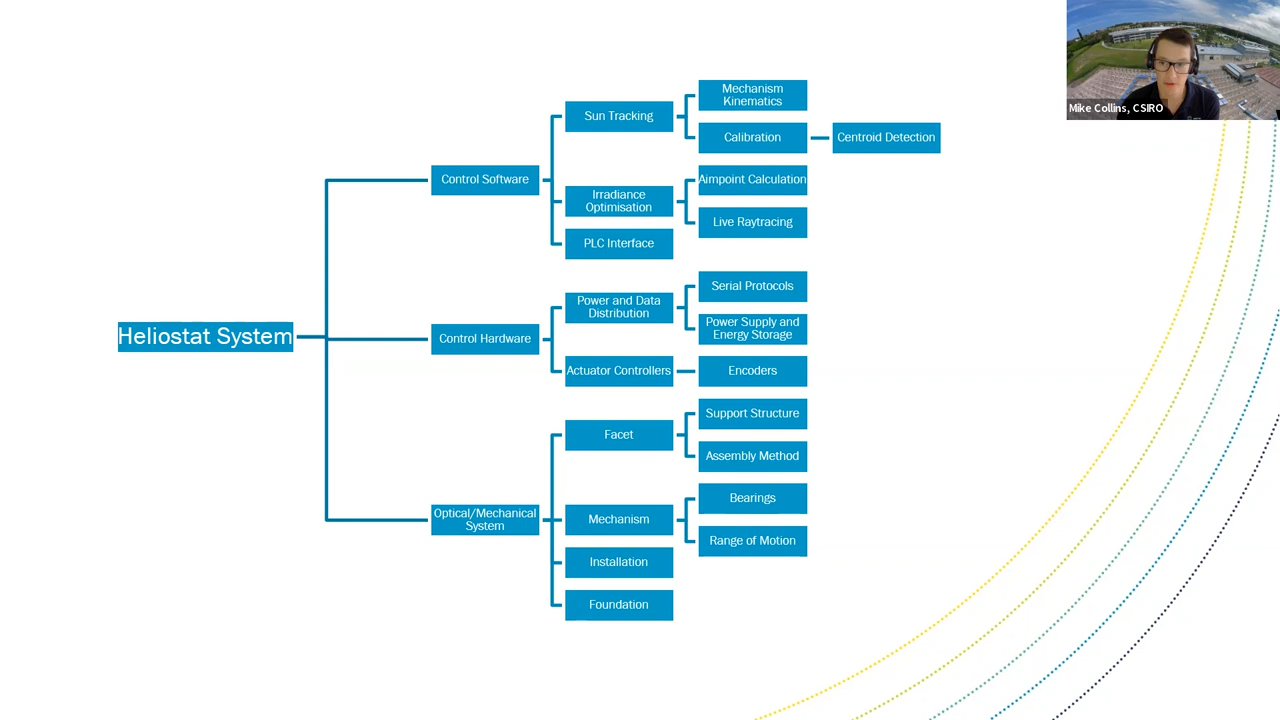 Mike Collins, CSIRO
Heliostat System
Control Software
Sun Tracking
Mechanism
Kinematics
Calibration
Centroid Detection
Irradiance
Optimisation
Aimpoint Calculation
Live Raytracing
PLC Interface
Control Hardware
Power and Data
Distribution
Serial Protocols
Power Supply and
Energy Storage
Actuator Controllers
Encoders
Optical/Mechanical
System
Facet
Support Structure
Assembly Method
Mechanism
Bearings
Range of Motion
Installation
Foundation